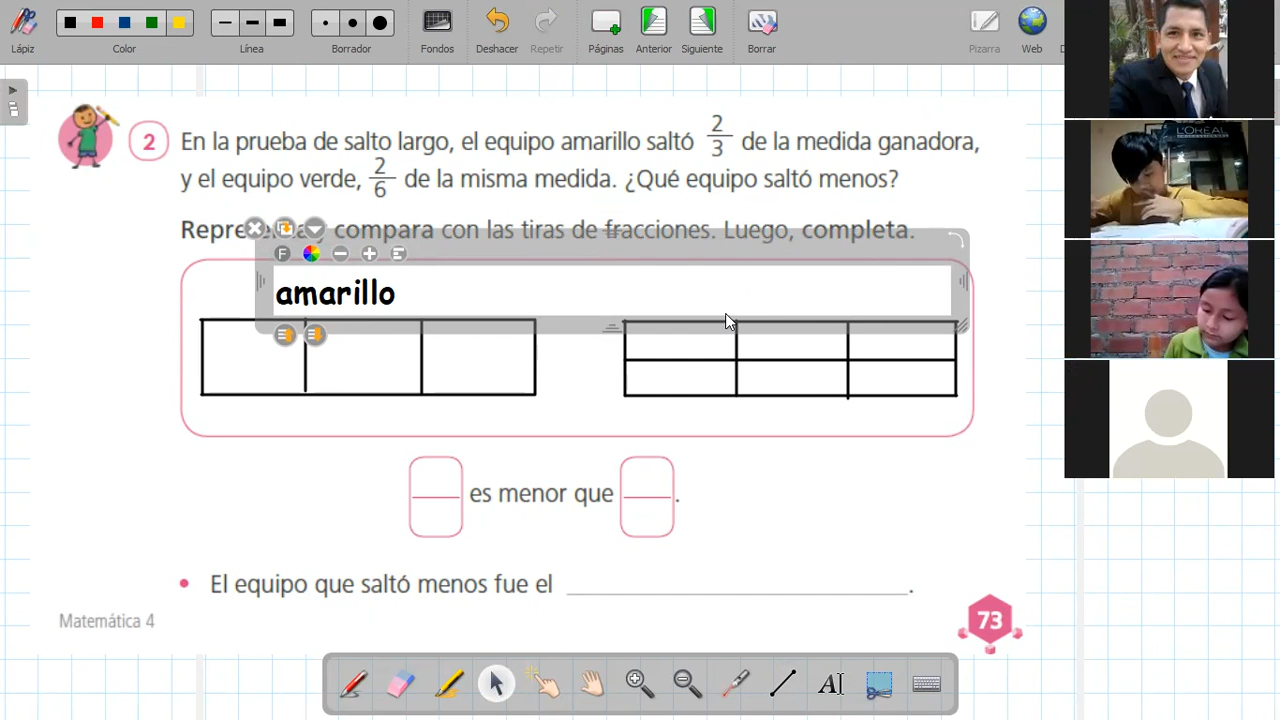 Lápiz Color Línea Borrador Fondos Deshacer Repetir Páginas Anterior Siguiente Borrar Pizarra Web
L'ORÉAL
2 En la prueba de salto largo, el equipo amarillo saltó 2/3 de la medida ganadora,
y el equipo verde, 2/6 de la misma medida. ¿Qué equipo saltó menos?
compara con las tiras de fracciones. Luego, completa.
F
amarillo
es menor que .
• El equipo que saltó menos fue el ______.
Matemática 4
73
AI